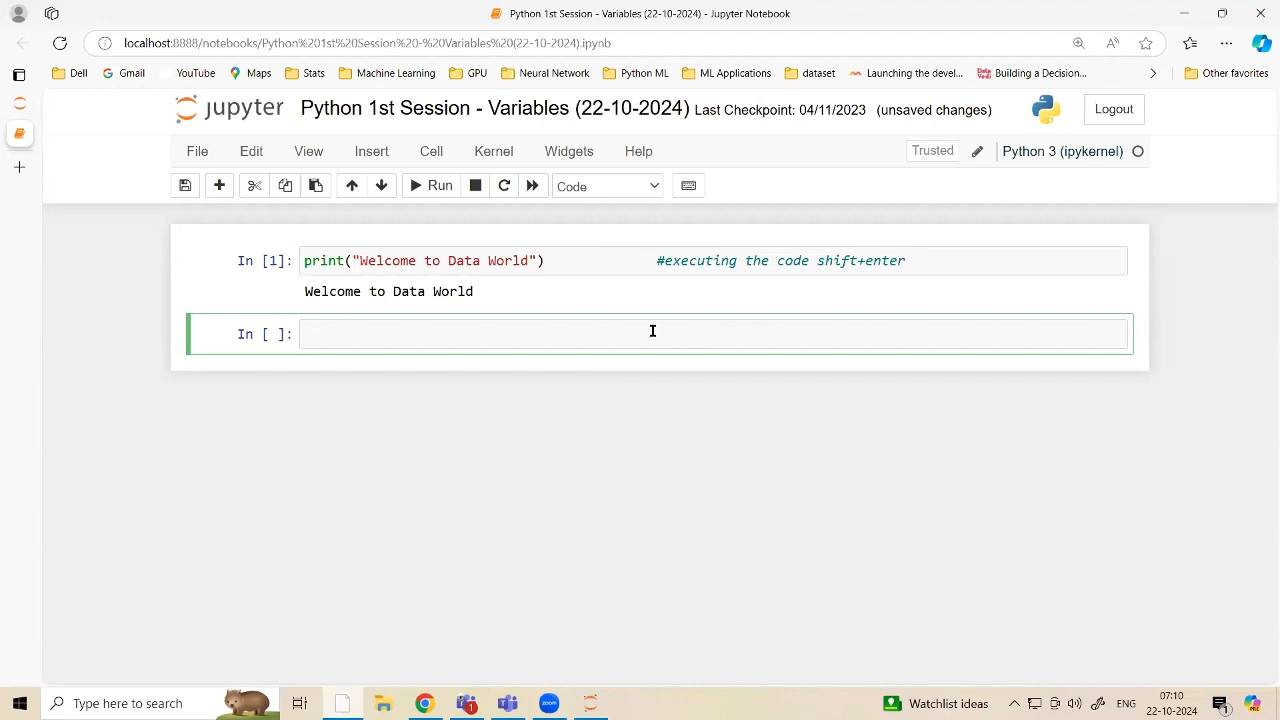 Python 1st Session - Variables (22-10-2024) - Jupyter Notebook
localhost:8888/notebooks/Python%201st%20Session%20-%20Variables%20(22-10-2024).ipynb
Dell Gmail YouTube Maps Stats Machine Learning GPU Neural Network Python ML ML Applications dataset Launching the devel... Building a Decision... Other favorites
jupyter Python 1st Session - Variables (22-10-2024) Last Checkpoint: 04/11/2023 (unsaved changes) Logout
File Edit View Insert Cell Kernel Widgets Help Trusted Python 3 (ipykernel)
Run Code
In [1]: print("Welcome to Data World") #executing the code shift+enter
Welcome to Data World
In [ ]:
Type here to search 1 zoom Watchlist ideas ENG 07:10 22-10-2024 1